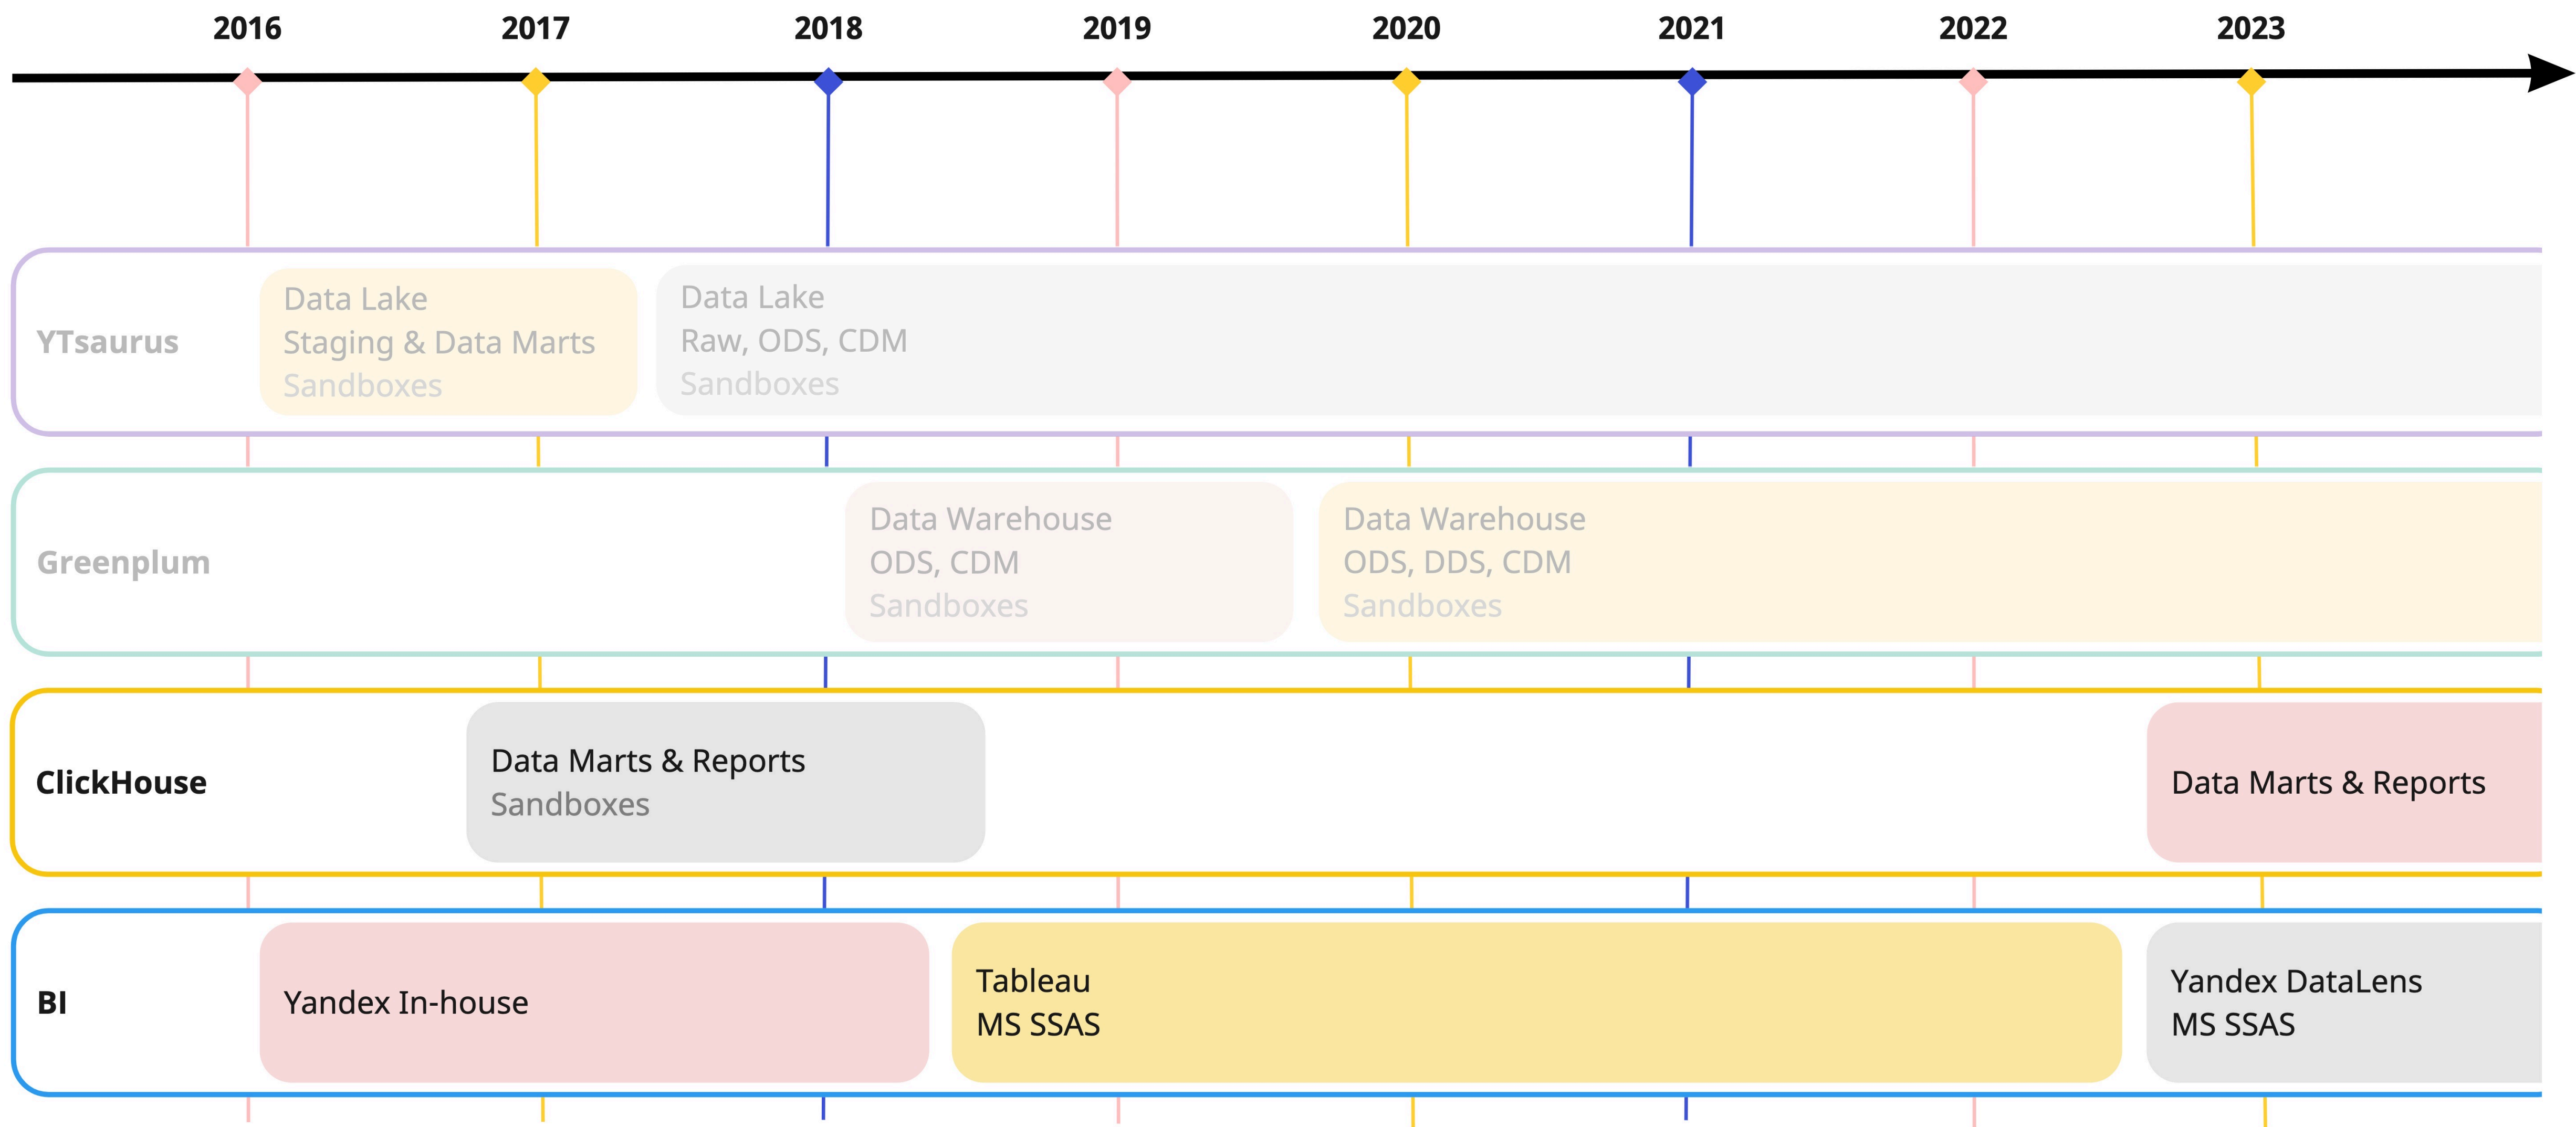 2016 2017 2018 2019 2020 2021 2022 2023
YTsaurus
Data Lake
Staging & Data Marts
Sandboxes
Data Lake
Raw, ODS, CDM
Sandboxes
Greenplum
Data Warehouse
ODS, CDM
Sandboxes
Data Warehouse
ODS, DDS, CDM
Sandboxes
ClickHouse
Data Marts & Reports
Sandboxes
Data Marts & Reports
BI
Yandex In-house
Tableau
MS SSAS
Yandex DataLens
MS SSAS